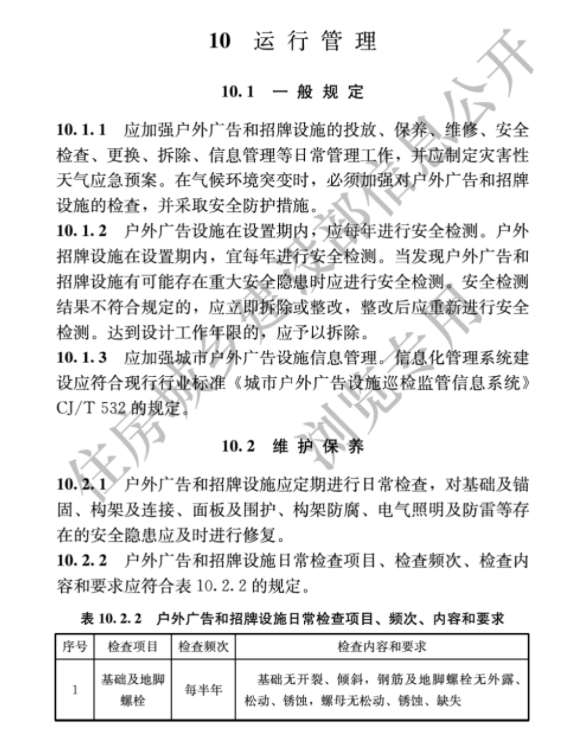 10 运行管理
10.1 一般规定
10.1.1 应加强户外广告和招牌设施的投放、保养、维修、安全
检查、更换、拆除、信息管理等日常管理工作，并应制定灾害性
天气应急预案。在气候环境突变时，必须加强对户外广告和招牌
设施的检查，并采取安全防护措施。
10.1.2 户外广告设施在设置期内，应每年进行安全检测。户外
招牌设施在设置期内，宜每年进行安全检测。当发现户外广告和
招牌设施有可能存在重大安全隐患时应进行安全检测。安全检测
结果不符合规定的，应立即拆除或整改，整改后应重新进行安全
检测。达到设计工作年限的，应予以拆除。
10.1.3 应加强城市户外广告设施信息管理。信息化管理系统建
设应符合现行行业标准《城市户外广告设施巡检监管信息系统》
CJ/T 532 的规定。
10.2 维护保养
10.2.1 户外广告和招牌设施应定期进行日常检查，对基础及锚
固、构架及连接、面板及围护、构架防腐、电气照明及防雷等存
在的安全隐患应及时进行修复。
10.2.2 户外广告和招牌设施日常检查项目、检查频次、检查内
容和要求应符合表 10.2.2 的规定。
表 10.2.2 户外广告和招牌设施日常检查项目、频次、内容和要求
序号 检查项目 检查频次 检查内容和要求
1 基础及地脚螺栓 每半年 基础无开裂、倾斜，钢筋及地脚螺栓无外露、
松动、锈蚀，螺母无松动、锈蚀、缺失
住房城乡建设部信息公开
浏览专用